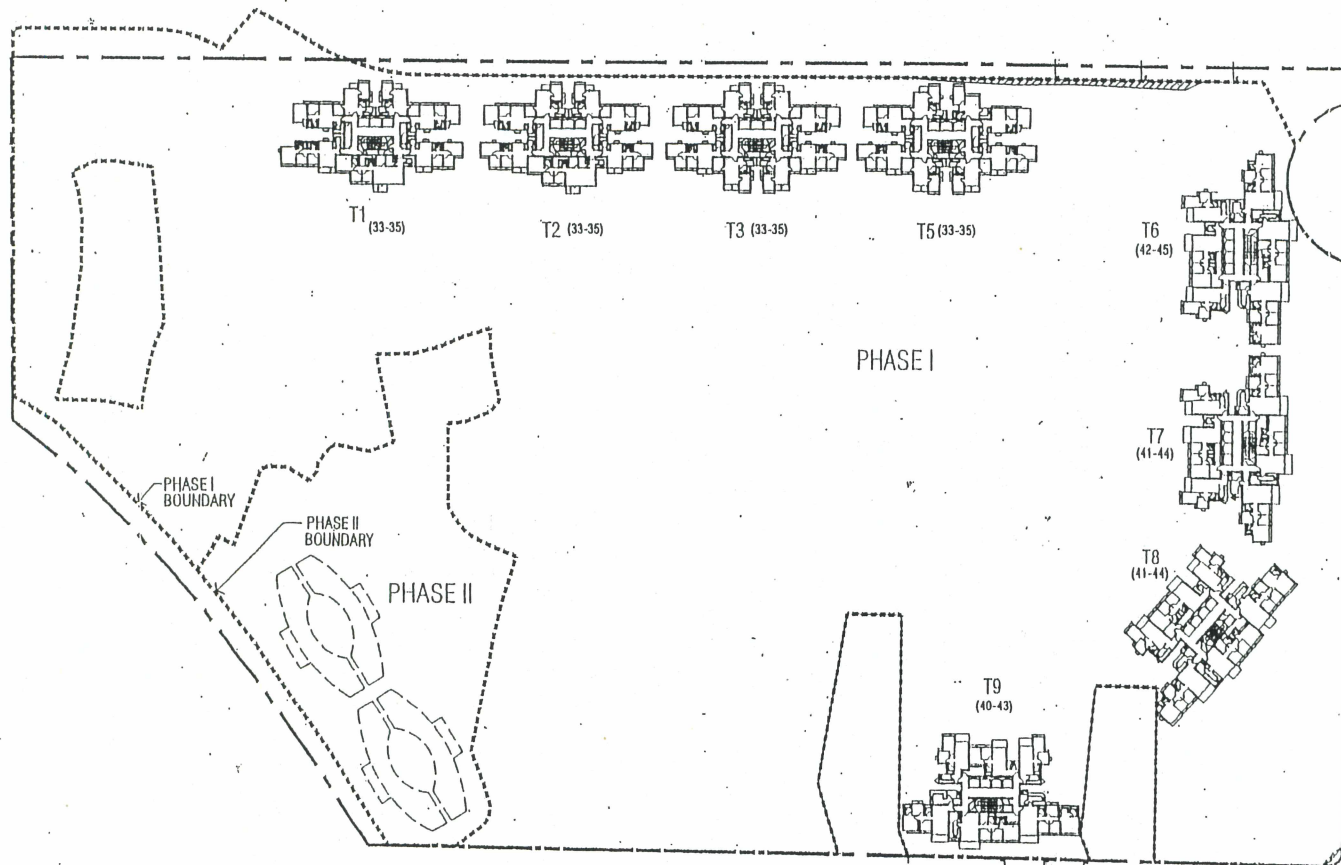 T1
(33-35)
T2 (33-35)
T3 (33-35)
T5 (33-35)
T6
(42-45)
PHASE I
T7
(41-44)
PHASE I
BOUNDARY
PHASE II
BOUNDARY
T8
(41-44)
PHASE II
T9
(40-43)